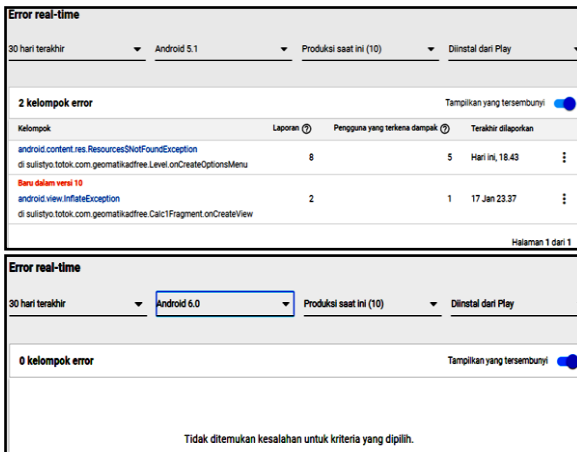 Error real-time
30 hari terakhir Android 5.1 Produksi saat ini (10) Diinstal dari Play
2 kelompok error Tampilkan yang tersembunyi
Kelompok Laporan Pengguna yang terkena dampak Terakhir dilaporkan
android.content.res.Resources$NotFoundException
di sulistyo.totok.com.geomatikadfree.Level.onCreateOptionsMenu 8 5 Hari ini, 18.43
Baru dalam versi 10
android.view.InflateException 2 1 17 Jan 23.37
di sulistyo.totok.com.geomatikadfree.Calc1Fragment.onCreateView
Halaman 1 dari 1
Error real-time
30 hari terakhir Android 6.0 Produksi saat ini (10) Diinstal dari Play
0 kelompok error Tampilkan yang tersembunyi
Tidak ditemukan kesalahan untuk kriteria yang dipilih.